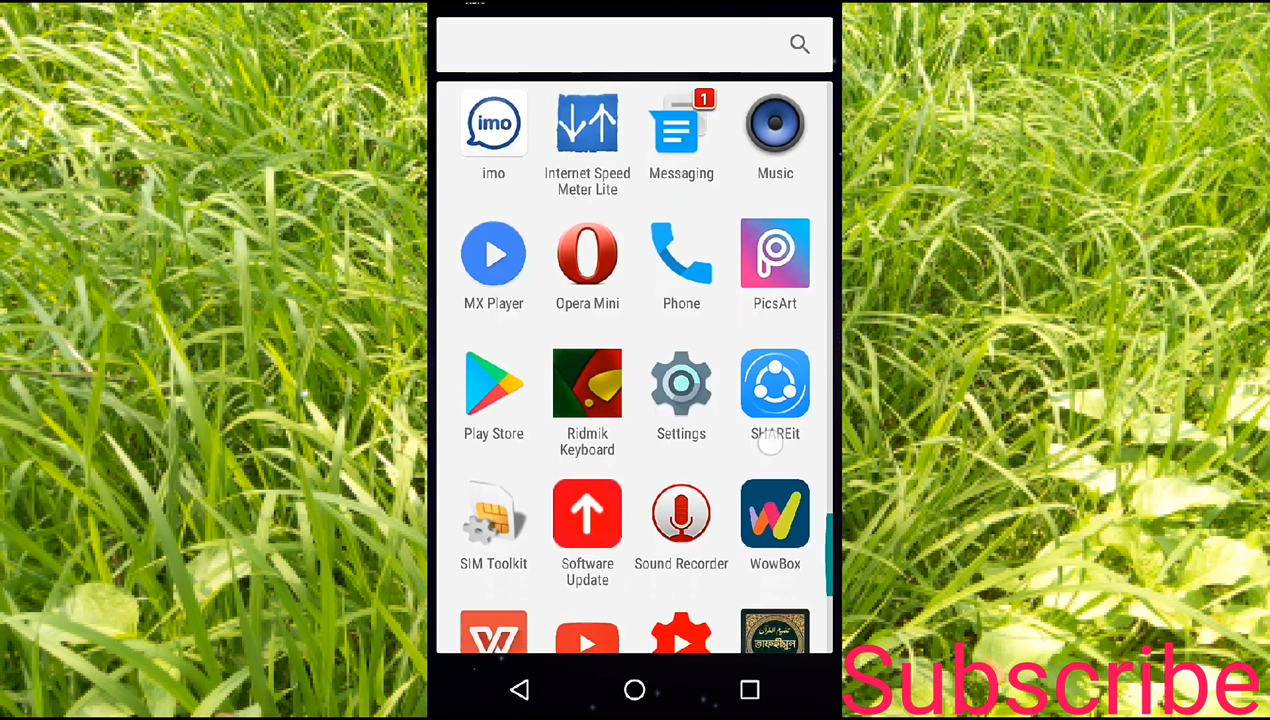 imo
1
imo
Internet Speed
Meter Lite
Messaging
Music
MX Player
Opera Mini
Phone
PicsArt
Play Store
Ridmik
Keyboard
Settings
SHAREit
SIM Toolkit
Software
Update
Sound Recorder
WowBox
তাফহীমুল
Subscribe